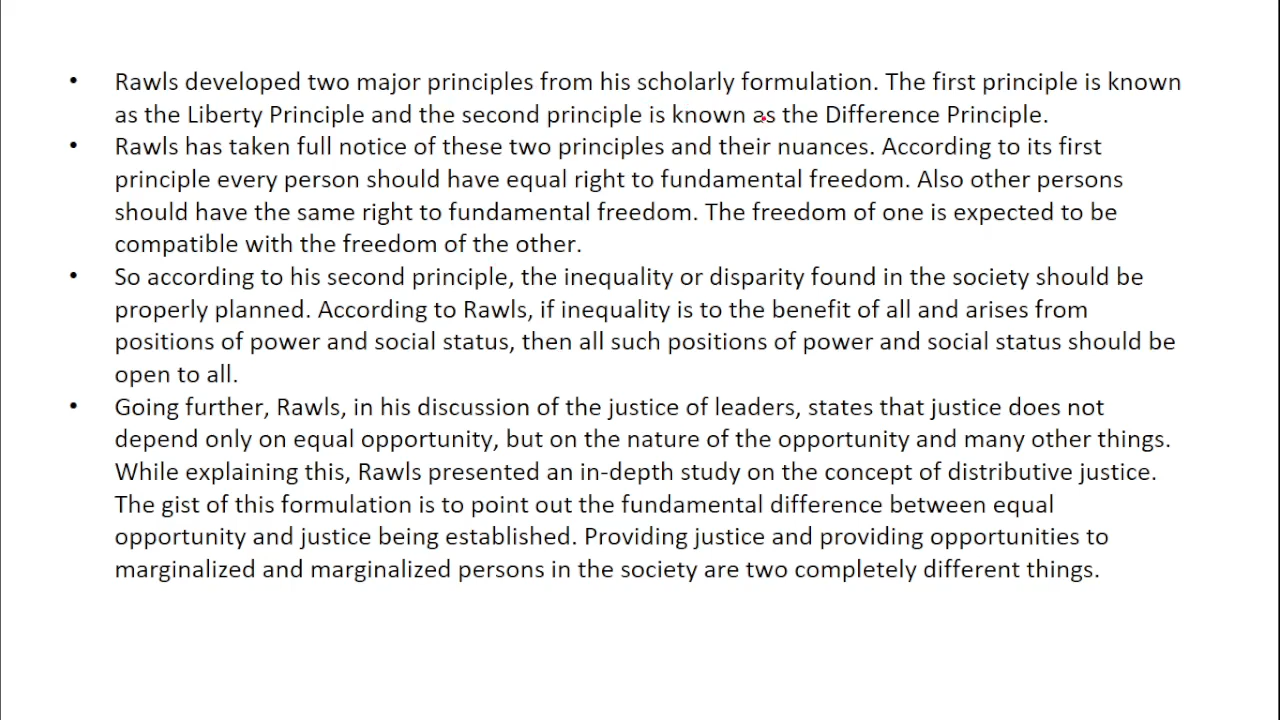 • Rawls developed two major principles from his scholarly formulation. The first principle is known
as the Liberty Principle and the second principle is known as the Difference Principle.
• Rawls has taken full notice of these two principles and their nuances. According to its first
principle every person should have equal right to fundamental freedom. Also other persons
should have the same right to fundamental freedom. The freedom of one is expected to be
compatible with the freedom of the other.
• So according to his second principle, the inequality or disparity found in the society should be
properly planned. According to Rawls, if inequality is to the benefit of all and arises from
positions of power and social status, then all such positions of power and social status should be
open to all.
• Going further, Rawls, in his discussion of the justice of leaders, states that justice does not
depend only on equal opportunity, but on the nature of the opportunity and many other things.
While explaining this, Rawls presented an in-depth study on the concept of distributive justice.
The gist of this formulation is to point out the fundamental difference between equal
opportunity and justice being established. Providing justice and providing opportunities to
marginalized and marginalized persons in the society are two completely different things.